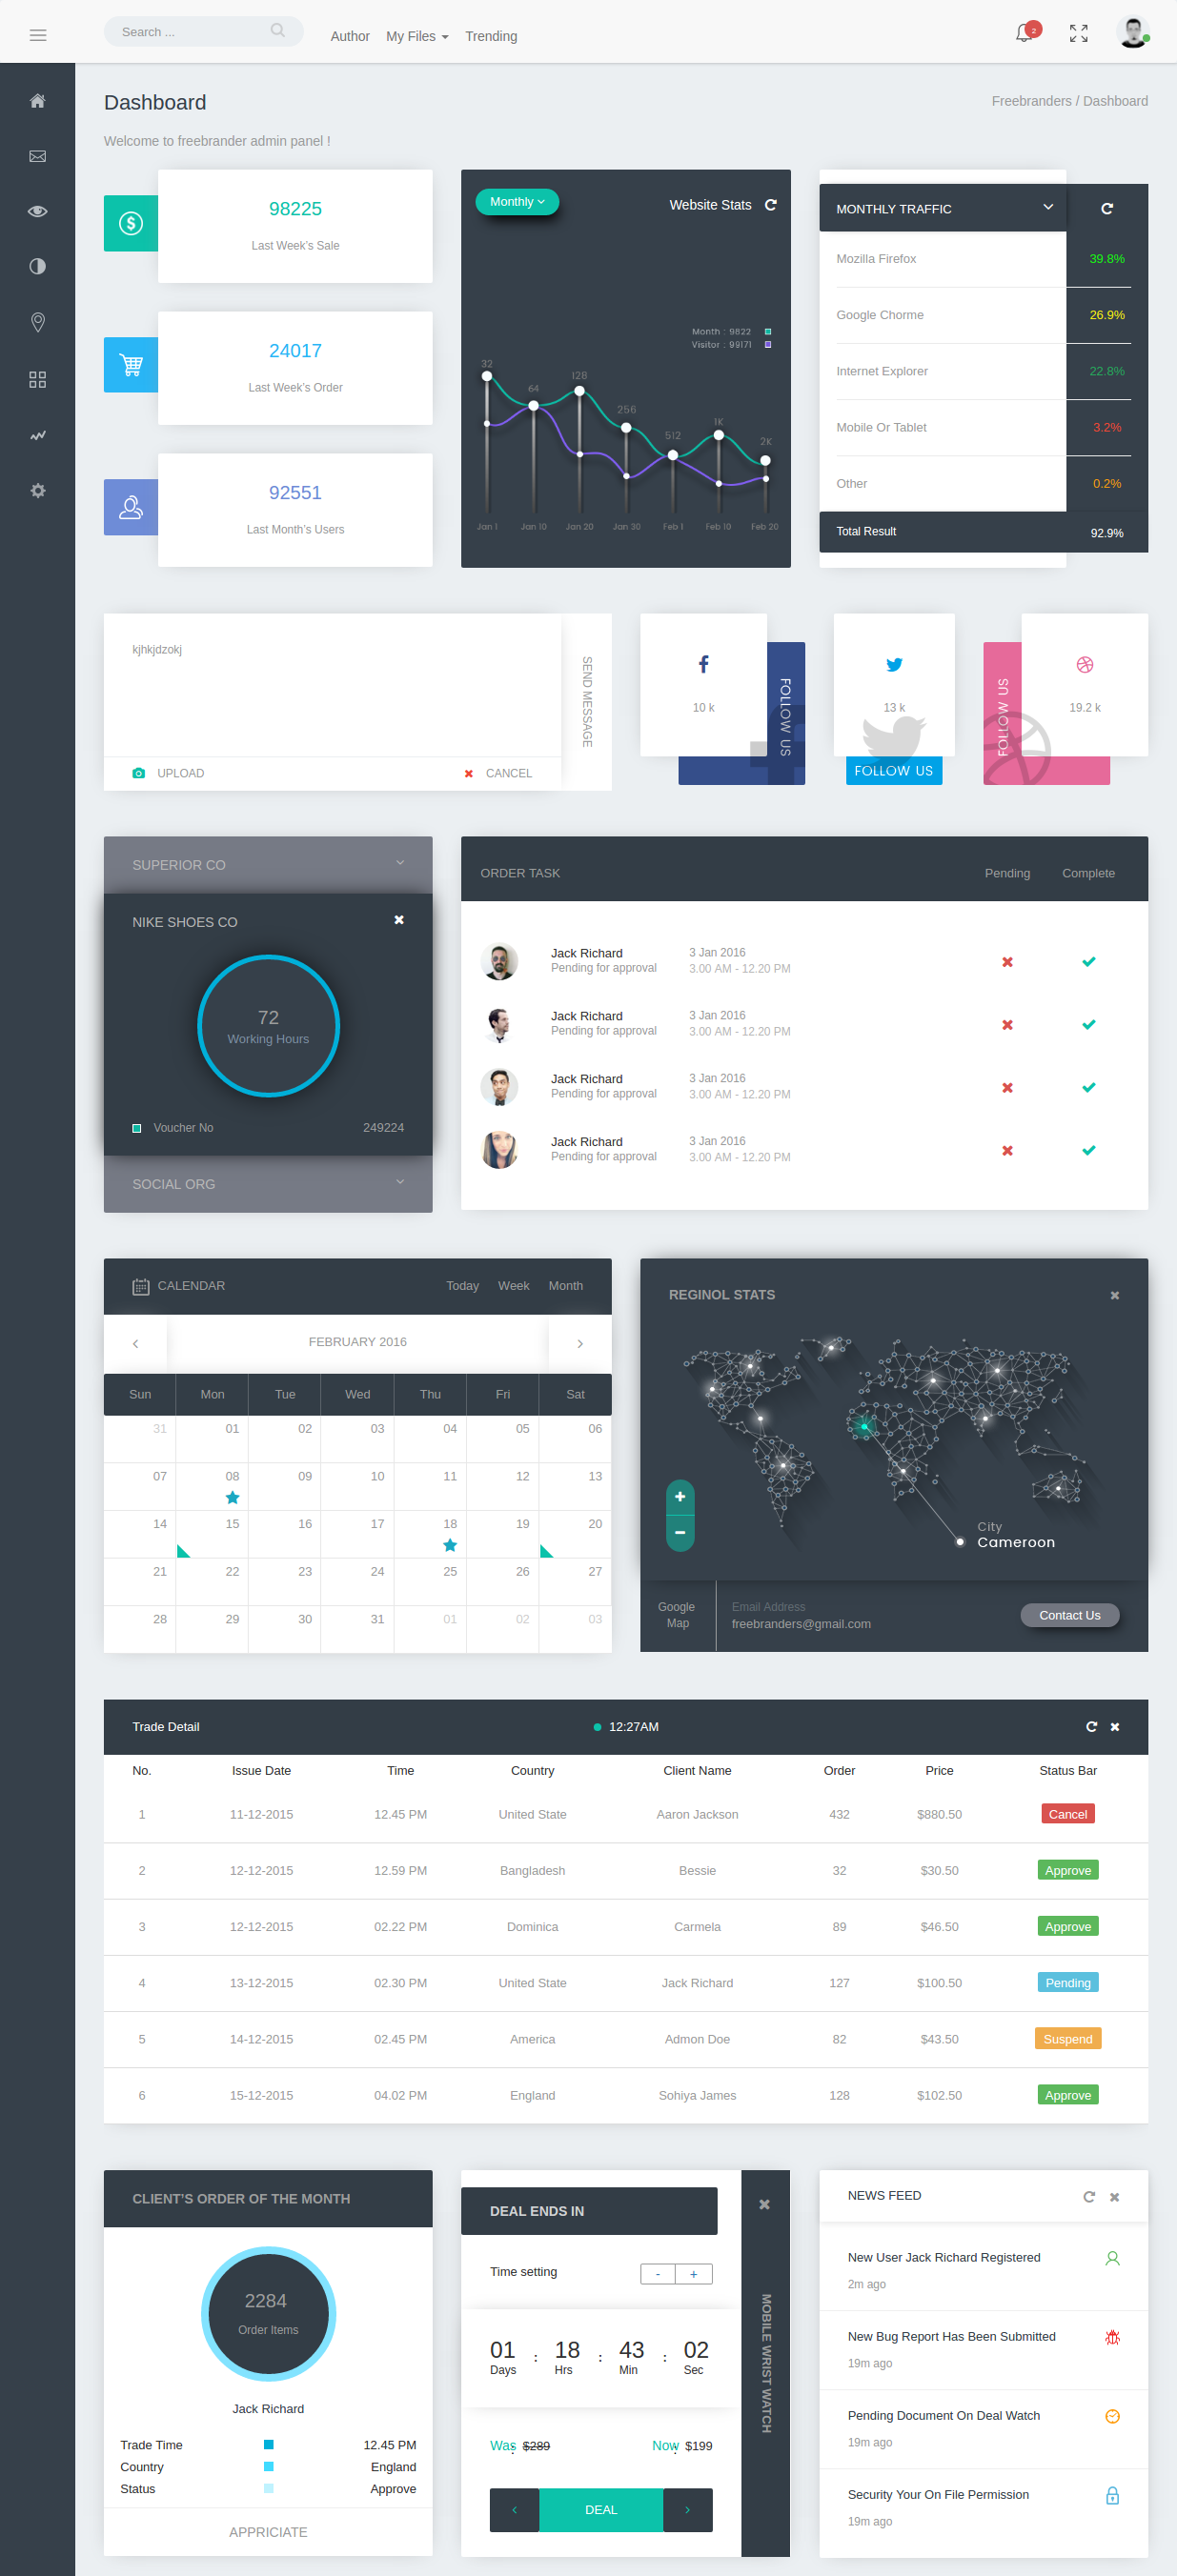 Search ...
Author My Files Trending
2
Dashboard
Freebranders / Dashboard
Welcome to freebrander admin panel !
98225
Last Week's Sale
24017
Last Week's Order
92551
Last Month's Users
Monthly
Website Stats
Month : 9822
Visitor : 99171
32
64
128
256
512
1K
2K
Jan 1 Jan 10 Jan 20 Jan 30 Feb 1 Feb 10 Feb 20
MONTHLY TRAFFIC
Mozilla Firefox 39.8%
Google Chorme 26.9%
Internet Explorer 22.8%
Mobile Or Tablet 3.2%
Other 0.2%
Total Result 92.9%
kjhkjdzokj
UPLOAD
CANCEL
SEND MESSAGE
10 k
FOLLOW US
13 k
FOLLOW US
FOLLOW US
19.2 k
SUPERIOR CO
NIKE SHOES CO
72
Working Hours
Voucher No 249224
SOCIAL ORG
ORDER TASK Pending Complete
Jack Richard
Pending for approval
3 Jan 2016
3.00 AM - 12.20 PM
Jack Richard
Pending for approval
3 Jan 2016
3.00 AM - 12.20 PM
Jack Richard
Pending for approval
3 Jan 2016
3.00 AM - 12.20 PM
Jack Richard
Pending for approval
3 Jan 2016
3.00 AM - 12.20 PM
CALENDAR Today Week Month
FEBRUARY 2016
Sun Mon Tue Wed Thu Fri Sat
31 01 02 03 04 05 06
07 08 09 10 11 12 13
14 15 16 17 18 19 20
21 22 23 24 25 26 27
28 29 30 31 01 02 03
REGINOL STATS
City
Cameroon
Google
Map
Email Address
freebranders@gmail.com
Contact Us
Trade Detail 12:27AM
No. Issue Date Time Country Client Name Order Price Status Bar
1 11-12-2015 12.45 PM United State Aaron Jackson 432 $880.50 Cancel
2 12-12-2015 12.59 PM Bangladesh Bessie 32 $30.50 Approve
3 12-12-2015 02.22 PM Dominica Carmela 89 $46.50 Approve
4 13-12-2015 02.30 PM United State Jack Richard 127 $100.50 Pending
5 14-12-2015 02.45 PM America Admon Doe 82 $43.50 Suspend
6 15-12-2015 04.02 PM England Sohiya James 128 $102.50 Approve
CLIENT'S ORDER OF THE MONTH
2284
Order Items
Jack Richard
Trade Time 12.45 PM
Country England
Status Approve
APPRICIATE
DEAL ENDS IN
Time setting - +
01 : 18 : 43 : 02
Days Hrs Min Sec
Was : $289 Now : $199
DEAL
MOBILE WRIST WATCH
NEWS FEED
New User Jack Richard Registered
2m ago
New Bug Report Has Been Submitted
19m ago
Pending Document On Deal Watch
19m ago
Security Your On File Permission
19m ago